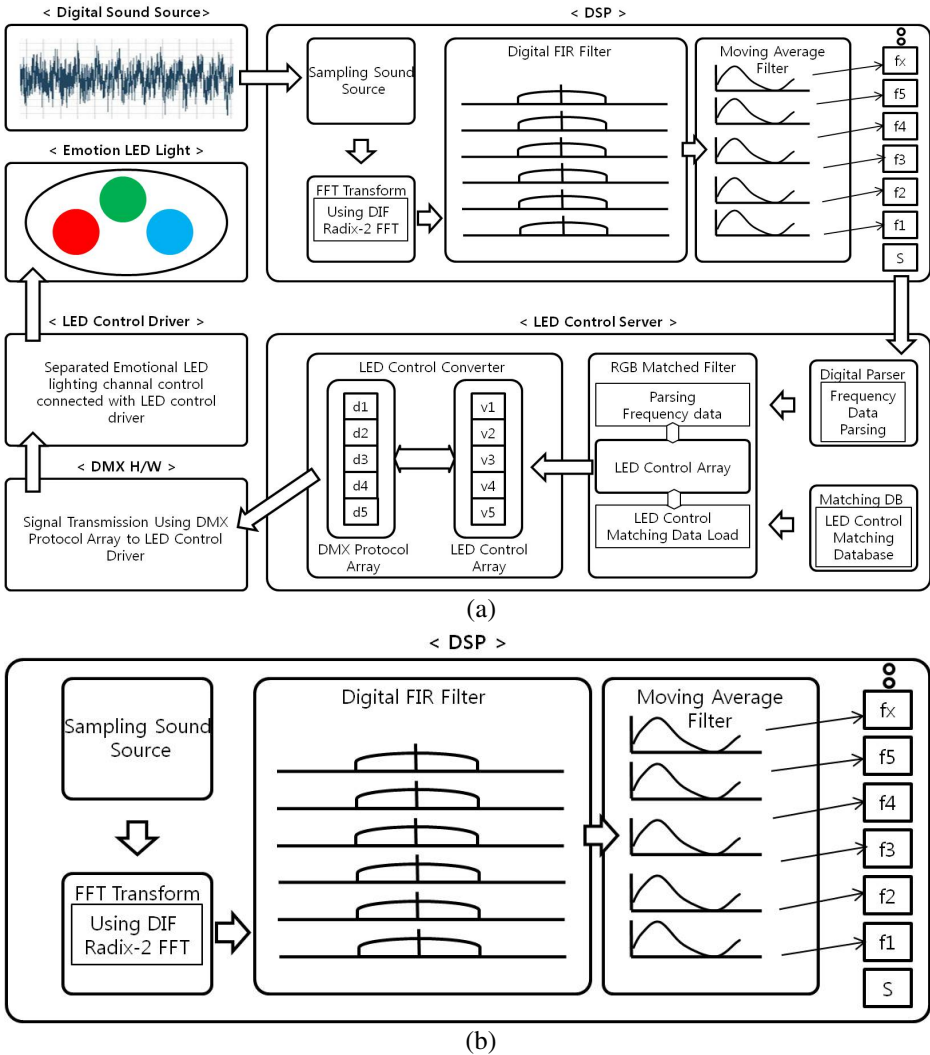 < Digital Sound Source>
< DSP >
Sampling Sound
Source
FFT Transform
Using DIF
Radix-2 FFT
Digital FIR Filter
Moving Average
Filter
fx
f5
f4
f3
f2
f1
S
< Emotion LED Light >
< LED Control Driver >
Separated Emotional LED
lighting channel control
connected with LED control
driver
< DMX H/W >
Signal Transmission Using DMX
Protocol Array to LED Control
Driver
< LED Control Server>
LED Control Converter
d1
d2
d3
d4
d5
DMX Protocol
Array
v1
v2
v3
v4
v5
LED Control
Array
RGB Matched Filter
Parsing
Frequency data
LED Control Array
LED Control
Matching Data Load
Digital Parser
Frequency
Data
Parsing
Matching DB
LED Control
Matching
Database
(a)
< DSP >
Sampling Sound
Source
FFT Transform
Using DIF
Radix-2 FFT
Digital FIR Filter
Moving Average
Filter
fx
f5
f4
f3
f2
f1
S
(b)